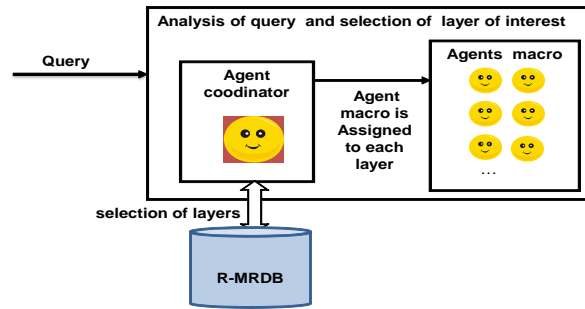 Analysis of query and selection of layer of interest
Query
Agent
coodinator
Agent
macro is
Assigned
to each
layer
Agents macro
...
selection of layers
R-MRDB